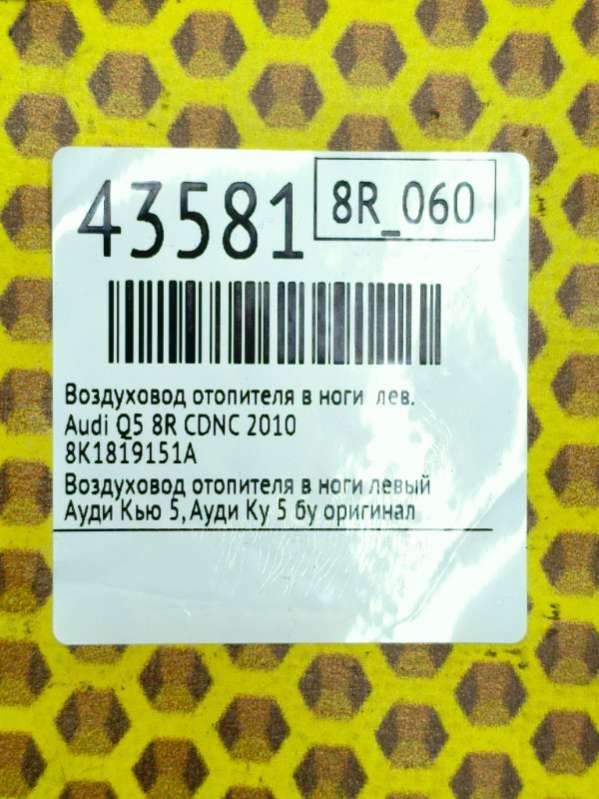 43581
8R_060
Воздуховод отопителя в ноги лев.
Audi Q5 8R CDNC 2010
8K1819151A
Воздуховод отопителя в ноги левый
Ауди Кью 5, Ауди Ку 5 бу оригинал